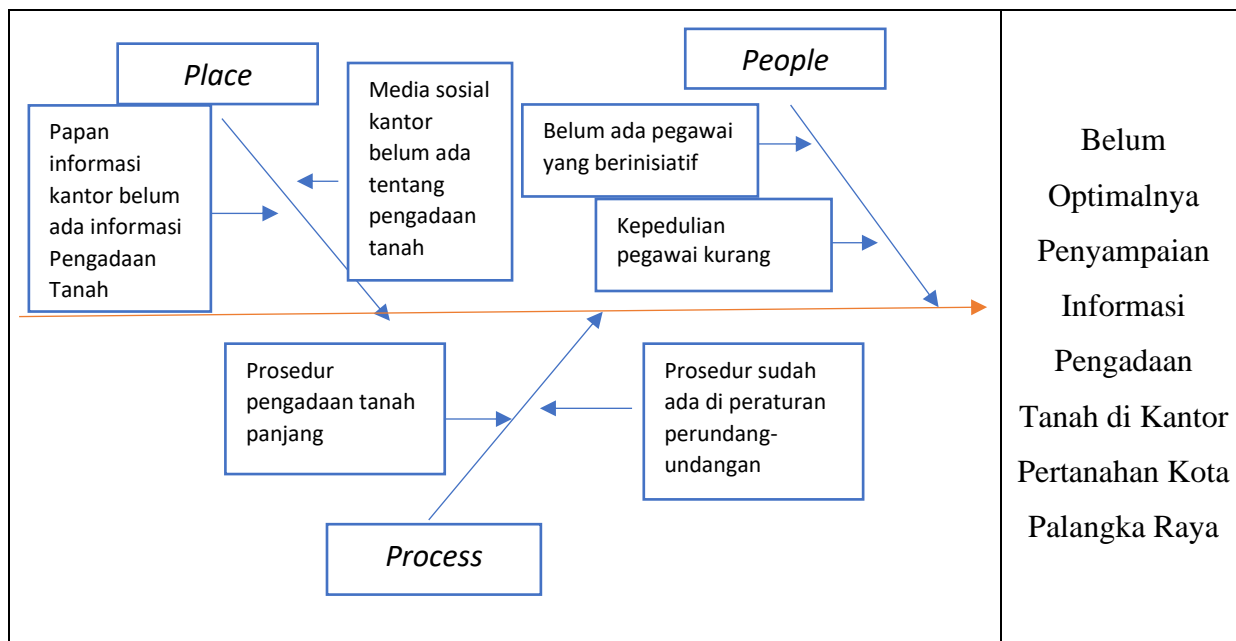 Place
Papan
informasi
kantor belum
ada informasi
Pengadaan
Tanah
Media sosial
kantor
belum ada
tentang
pengadaan
tanah
People
Belum ada pegawai
yang berinisiatif
Kepedulian
pegawai kurang
Prosedur
pengadaan tanah
panjang
Prosedur sudah
ada di peraturan
perundang-
undangan
Process
Belum
Optimalnya
Penyampaian
Informasi
Pengadaan
Tanah di Kantor
Pertanahan Kota
Palangka Raya